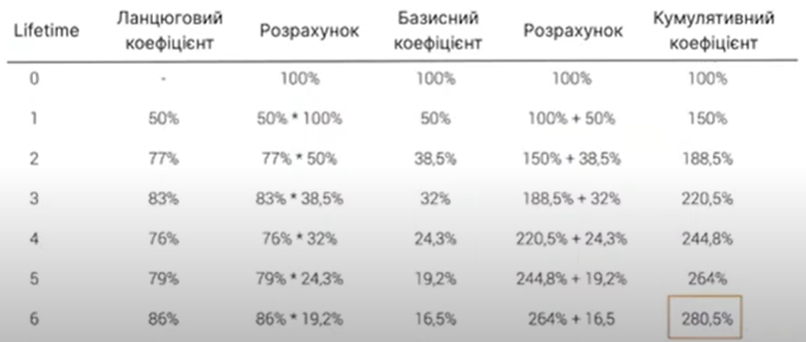 Lifetime Ланцюговий коефіцієнт Розрахунок Базисний коефіцієнт Розрахунок Кумулятивний коефіцієнт
0 - 100% 100% 100% 100%
1 50% 50% * 100% 50% 100% + 50% 150%
2 77% 77% * 50% 38,5% 150% + 38,5% 188,5%
3 83% 83% * 38,5% 32% 188,5% + 32% 220,5%
4 76% 76% * 32% 24,3% 220,5% + 24,3% 244,8%
5 79% 79% * 24,3% 19,2% 244,8% + 19,2% 264%
6 86% 86% * 19,2% 16,5% 264% + 16,5 280,5%